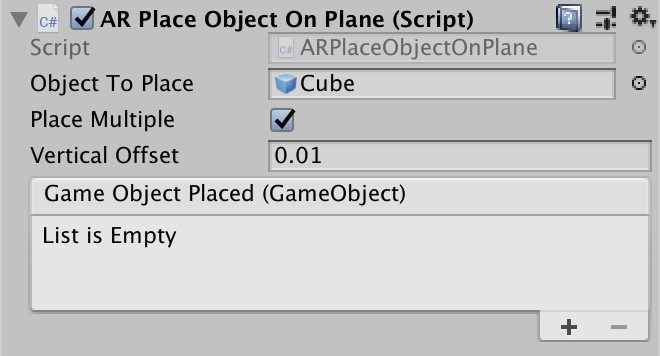 C# AR Place Object On Plane (Script) ?
Script C# ARPlaceObjectOnPlane
Object To Place Cube
Place Multiple
Vertical Offset 0.01
Game Object Placed (GameObject)
List is Empty
+ −